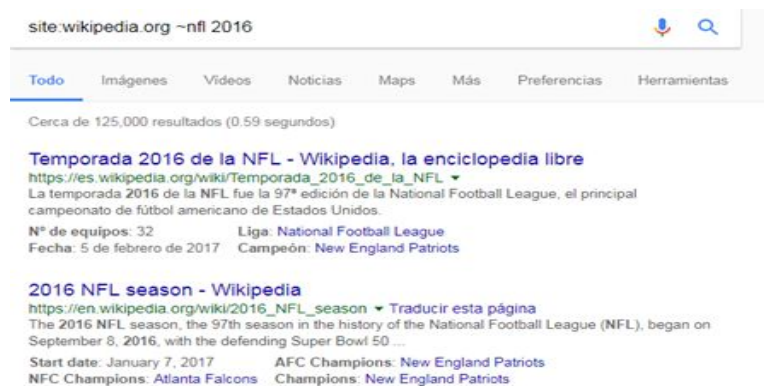 site:wikipedia.org ~nfl 2016
Todo Imágenes Vídeos Noticias Maps Más Preferencias Herramientas
Cerca de 125,000 resultados (0.59 segundos)
Temporada 2016 de la NFL - Wikipedia, la enciclopedia libre
https://es.wikipedia.org/wiki/Temporada_2016_de_la_NFL
La temporada 2016 de la NFL fue la 97ª edición de la National Football League, el principal
campeonato de fútbol americano de Estados Unidos.
Nº de equipos: 32 Liga: National Football League
Fecha: 5 de febrero de 2017 Campeón: New England Patriots
2016 NFL season - Wikipedia
https://en.wikipedia.org/wiki/2016_NFL_season Traducir esta página
The 2016 NFL season, the 97th season in the history of the National Football League (NFL), began on
September 8, 2016, with the defending Super Bowl 50 ...
Start date: January 7, 2017 AFC Champions: New England Patriots
NFC Champions: Atlanta Falcons Champions: New England Patriots